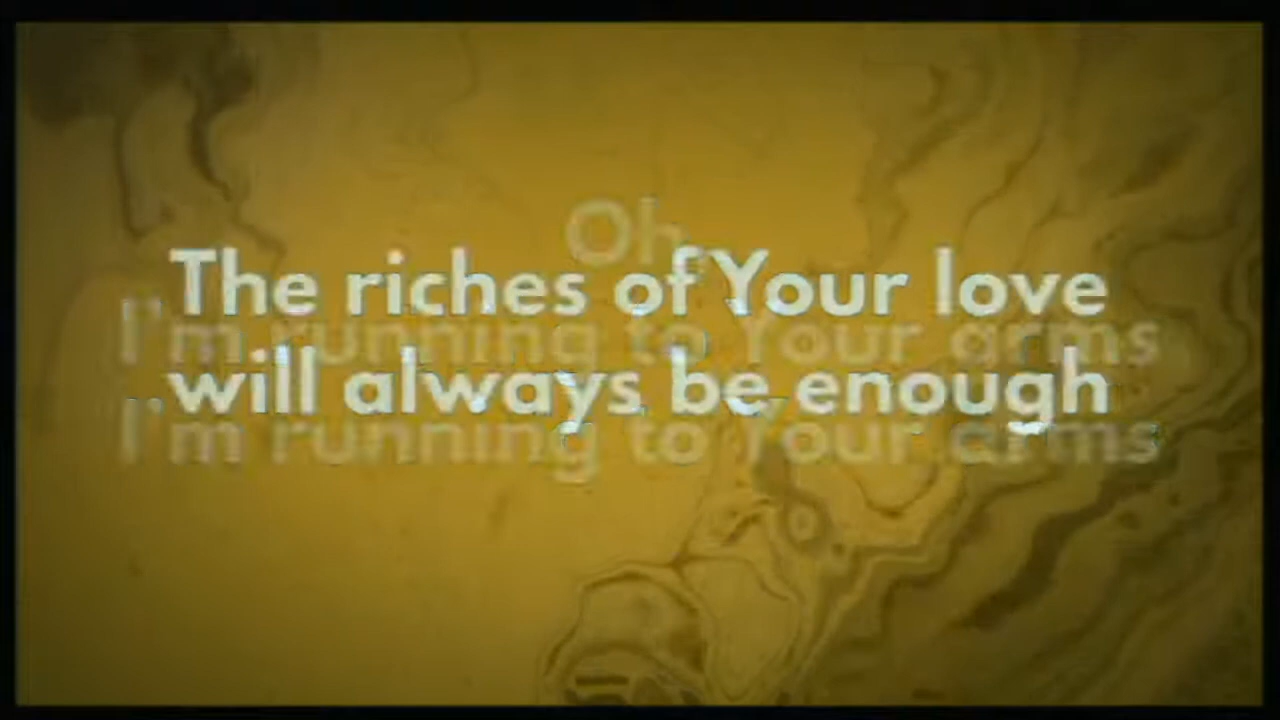 Oh,
The riches of Your love
I'm running to Your arms
will always be enough
I'm running to Your arms